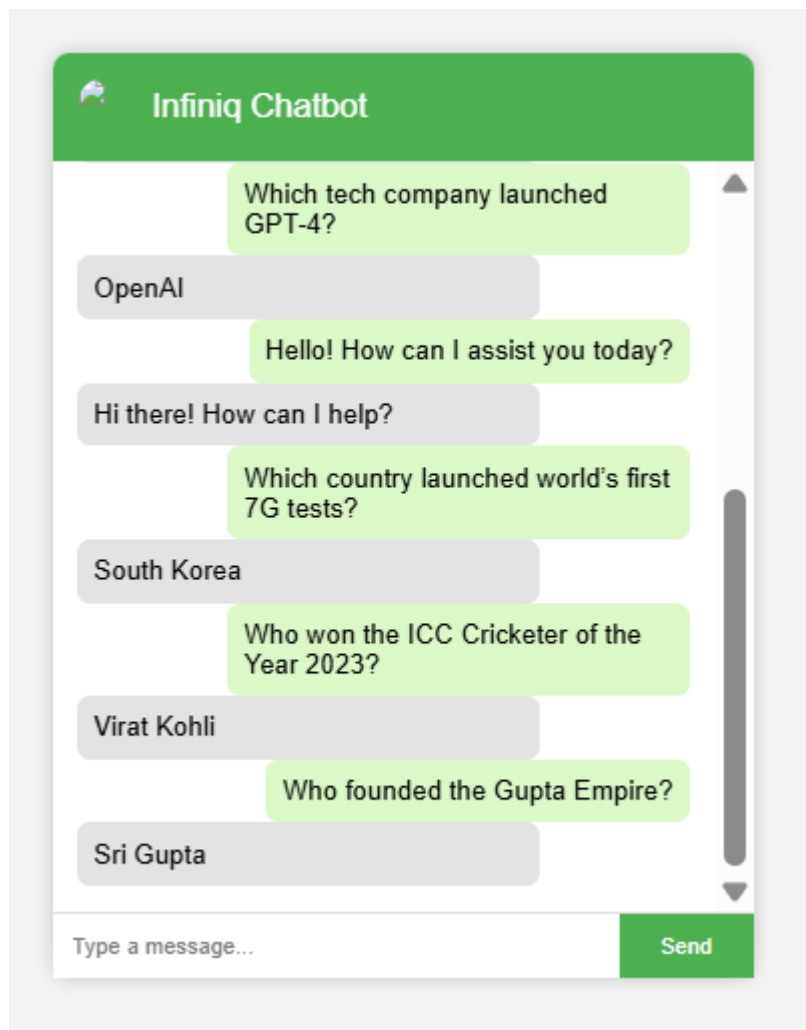 Infiniq Chatbot
Which tech company launched
GPT-4?
OpenAI
Hello! How can I assist you today?
Hi there! How can I help?
Which country launched world's first
7G tests?
South Korea
Who won the ICC Cricketer of the
Year 2023?
Virat Kohli
Who founded the Gupta Empire?
Sri Gupta
Type a message...
Send